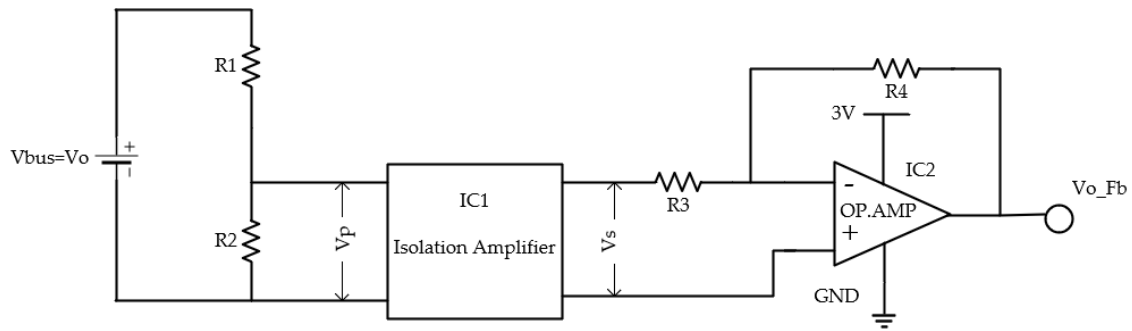 R1
R4
3V
Vbus=Vo
+
-
IC1
IC2
Vo_Fb
-
R3
OP.AMP
R2
Vp
Isolation Amplifier
Vs
+
GND